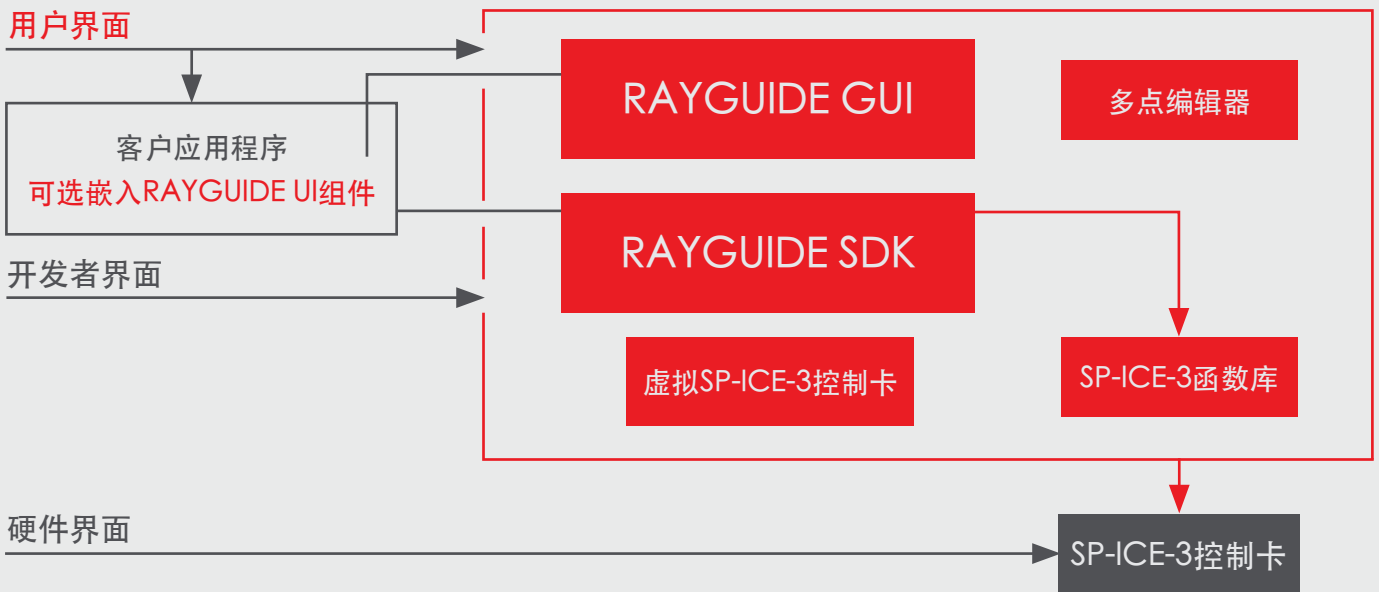 用户界面
RAYGUIDE GUI
多点编辑器
客户应用程序
可选嵌入RAYGUIDE UI组件
RAYGUIDE SDK
开发者界面
虚拟SP-ICE-3控制卡
SP-ICE-3函数库
硬件界面
SP-ICE-3控制卡